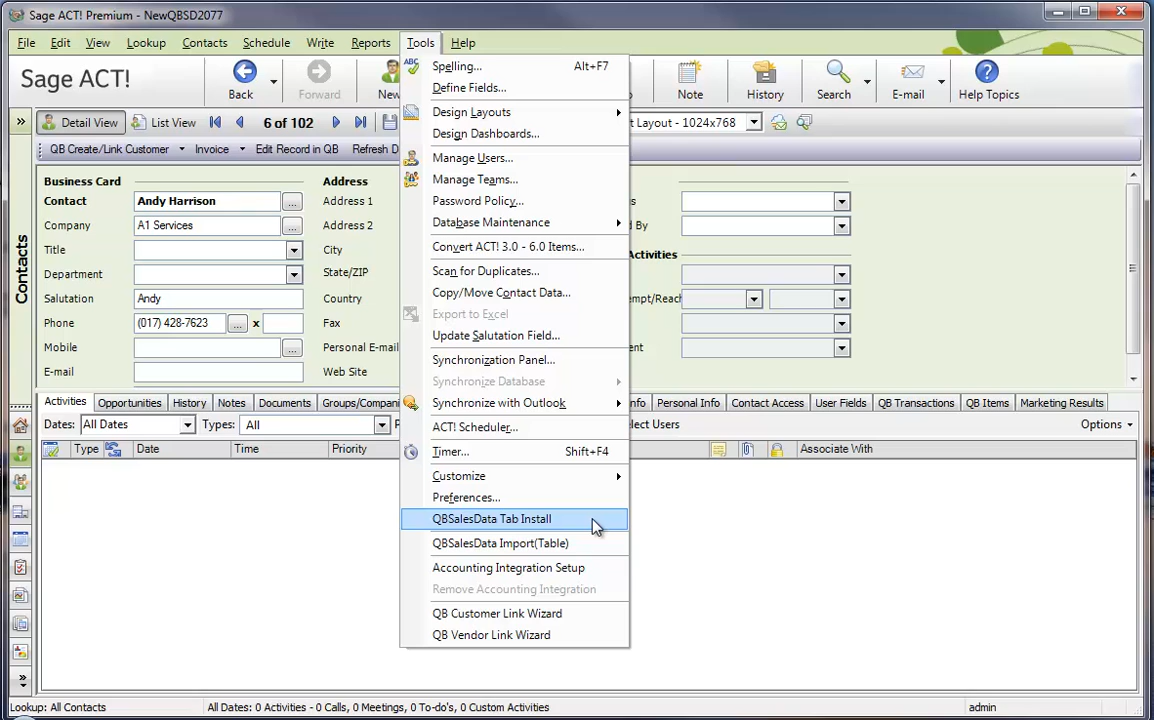 Sage ACT! Premium - NewQBSD2077
File Edit View Lookup Contacts Schedule Write Reports Tools Help
Sage ACT!
Back
Forward
New
Note
History
Search
E-mail
Help Topics
Detail View
List View
6 of 102
t Layout - 1024x768
QB Create/Link Customer
Invoice
Edit Record in QB
Refresh D
Contacts
Business Card
Contact
Andy Harrison
Company
A1 Services
Title
Department
Salutation
Andy
Phone
(017) 428-7623
x
Mobile
E-mail
Address
Address 1
Address 2
City
State/ZIP
Country
Fax
Personal E-mail
Web Site
ABC
Spelling... Alt+F7
Define Fields...
Design Layouts
Design Dashboards...
Manage Users...
Manage Teams...
Password Policy...
Database Maintenance
Convert ACT! 3.0 - 6.0 Items...
Scan for Duplicates...
Copy/Move Contact Data...
Export to Excel
Update Salutation Field...
Synchronization Panel...
Synchronize Database
Synchronize with Outlook
ACT! Scheduler...
Timer... Shift+F4
Customize
Preferences...
QBSalesData Tab Install
QBSalesData Import(Table)
Accounting Integration Setup
Remove Accounting Integration
QB Customer Link Wizard
QB Vendor Link Wizard
s
d By
Activities
empt/Reach
ent
Activities Opportunities History Notes Documents Groups/Compani nfo Personal Info Contact Access User Fields QB Transactions QB Items Marketing Results
Dates: All Dates Types: All lect Users Options
Type Date Time Priority Associate With
Lookup: All Contacts
All Dates: 0 Activities - 0 Calls, 0 Meetings, 0 To-do's, 0 Custom Activities
admin